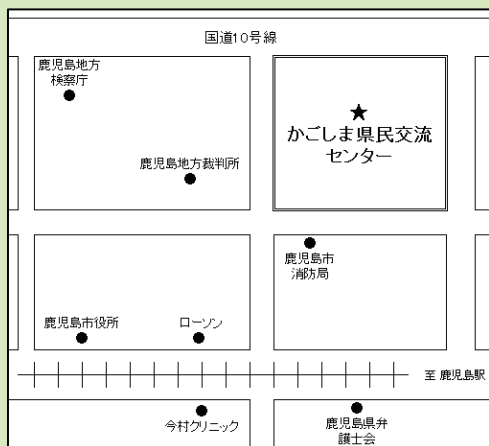 国道10号線
鹿児島地方
検察庁
★
かごしま県民交流
センター
鹿児島地方裁判所
鹿児島市
消防局
鹿児島市役所
ローソン
至 鹿児島駅
今村クリニック
鹿児島県弁
護士会